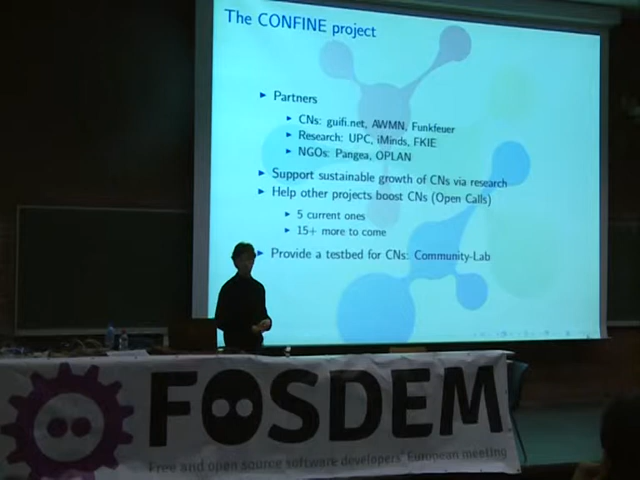 The CONFINE project
▶ Partners
▶ CNs: guifi.net, AWMN, Funkfeuer
▶ Research: UPC, iMinds, FKIE
▶ NGOs: Pangea, OPLAN
▶ Support sustainable growth of CNs via research
▶ Help other projects boost CNs (Open Calls)
▶ 5 current ones
▶ 15+ more to come
▶ Provide a testbed for CNs: Community-Lab
FOSDEM
Free and open source software developers' European meeting